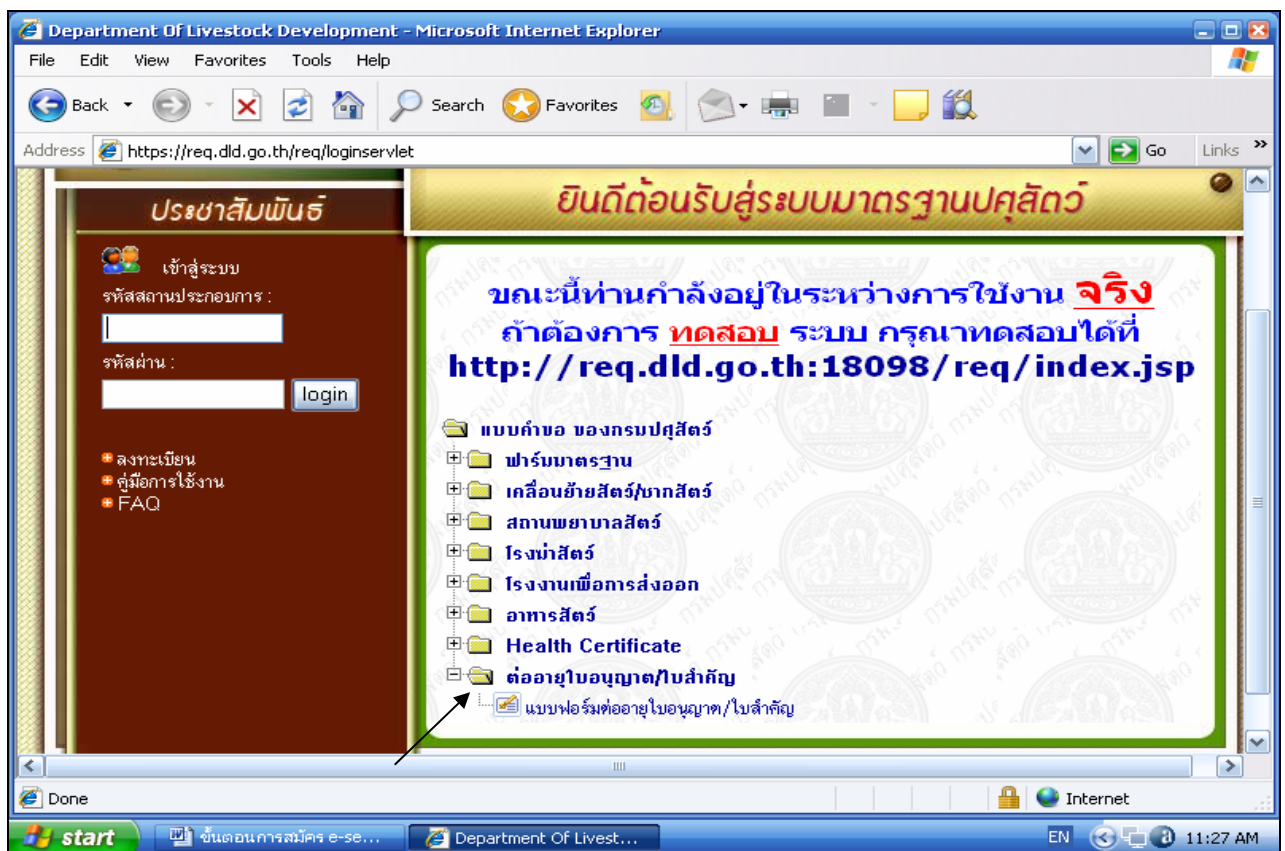 Department Of Livestock Development - Microsoft Internet Explorer
File Edit View Favorites Tools Help
Back Search Favorites
Address https://req.dld.go.th/req/loginservlet Go Links »
ประชาสัมพันธ์
เข้าสู่ระบบ
รหัสสถานประกอบการ :
รหัสผ่าน :
login
ลงทะเบียน
คู่มือการใช้งาน
FAQ
ยินดีต้อนรับสู่ระบบมาตรฐานปศุสัตว์
ขณะนี้ท่านกำลังอยู่ในระหว่างการใช้งาน จริง
ถ้าต้องการ ทดสอบ ระบบ กรุณาทดสอบได้ที่
http://req.dld.go.th:18098/req/index.jsp
แบบคำขอ ของกรมปศุสัตว์
ฟาร์มมาตรฐาน
เคลื่อนย้ายสัตว์/ซากสัตว์
สถานพยาบาลสัตว์
โรงฆ่าสัตว์
โรงงานเพื่อการส่งออก
อาหารสัตว์
Health Certificate
ต่ออายุใบอนุญาต/ใบสำคัญ
แบบฟอร์มต่ออายุใบอนุญาต/ใบสำคัญ
Done Internet
start ขั้นตอนการสมัคร e-se... Department Of Livest... EN 11:27 AM